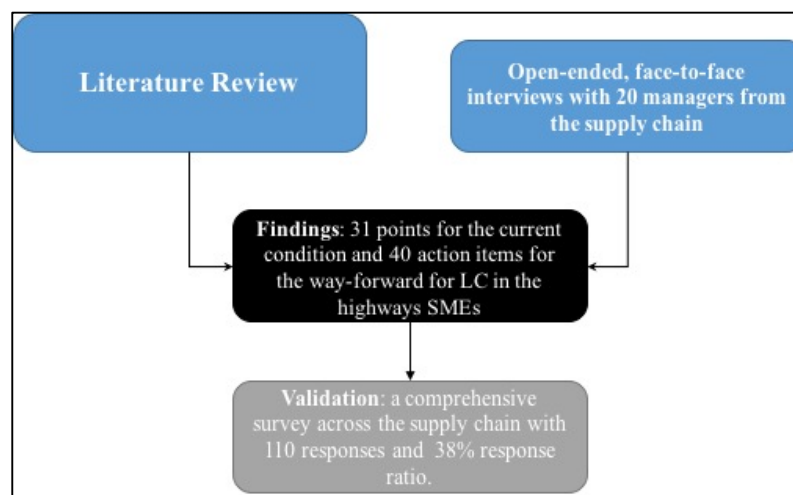 Literature Review
Open-ended, face-to-face
interviews with 20 managers from
the supply chain
Findings: 31 points for the current
condition and 40 action items for
the way-forward for LC in the
highways SMEs
Validation: a comprehensive
survey across the supply chain with
110 responses and 38% response
ratio.